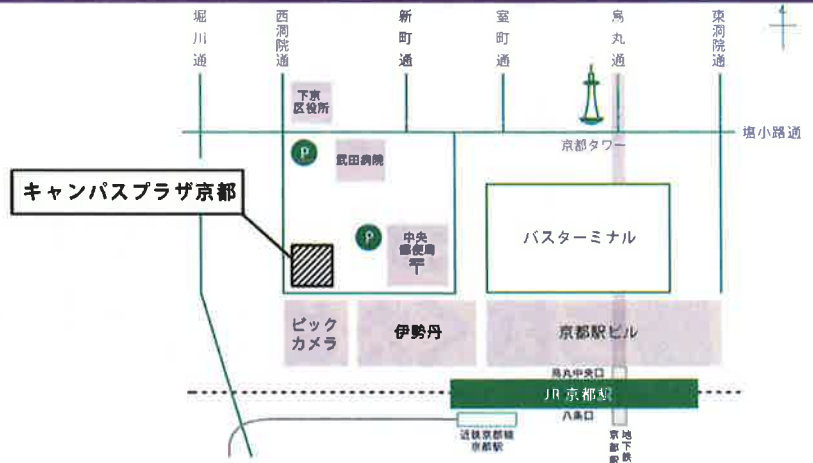 堀川通
西洞院通
新町通
室町通
烏丸通
東洞院通
下京
区役所
塩小路通
京都タワー
P
武田病院
キャンパスプラザ京都
P
中央
郵便局
〒
バスターミナル
ビック
カメラ
伊勢丹
京都駅ビル
烏丸中央口
JR京都駅
八条口
近鉄京都線
京都駅
地下鉄
京都駅